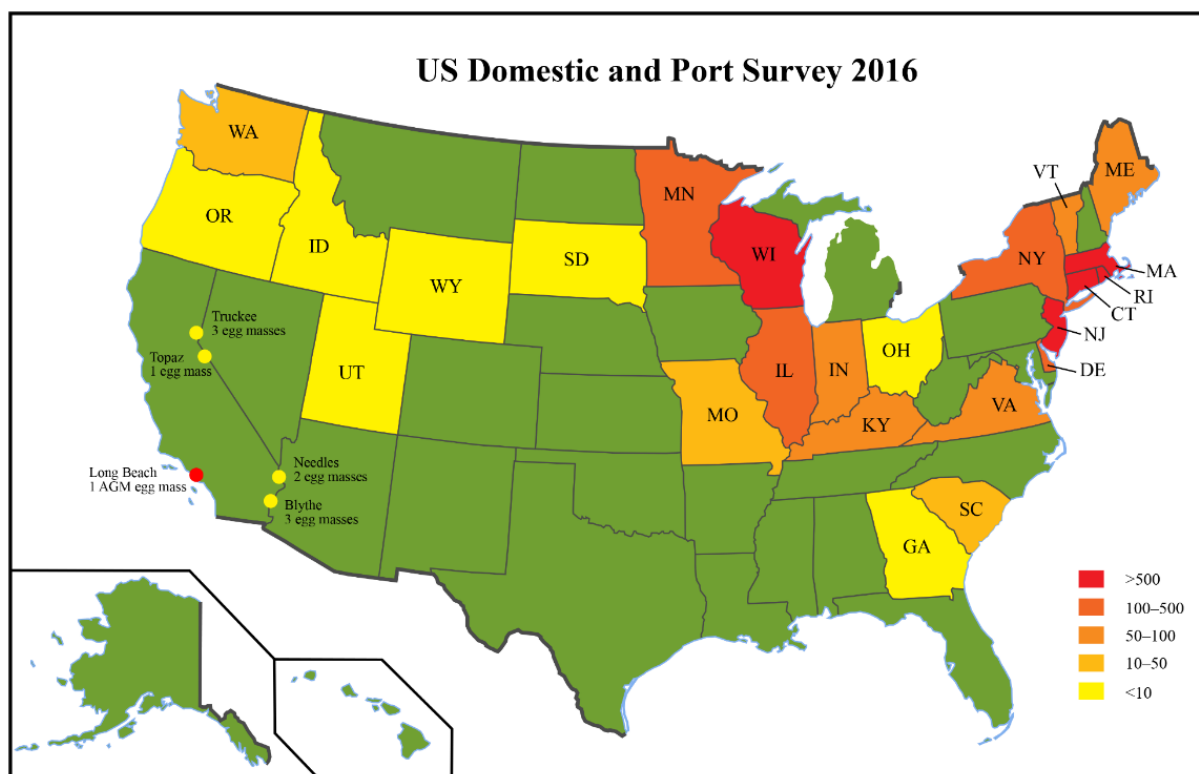 US Domestic and Port Survey 2016
WA
OR
ID
WY
SD
UT
MN
WI
IL
IN
OH
MO
KY
VA
SC
GA
NY
VT
ME
MA
RI
CT
NJ
DE
Truckee
3 egg masses
Topaz
1 egg mass
Long Beach
1 AGM egg mass
Needles
2 egg masses
Blythe
3 egg masses
>500
100–500
50–100
10–50
<10